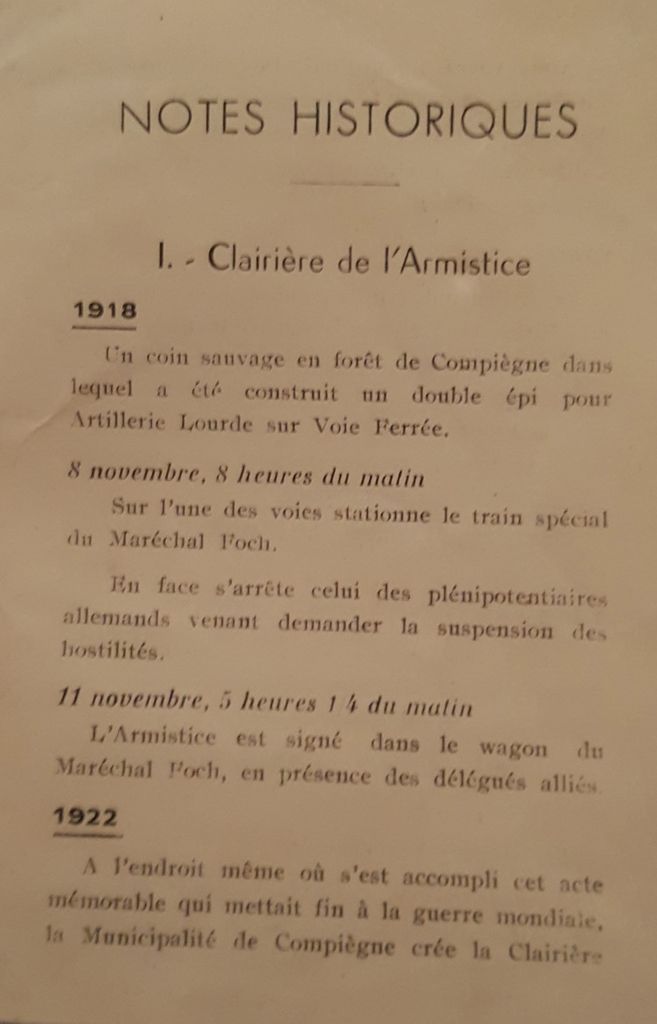 NOTES HISTORIQUES
I. - Clairière de l'Armistice
1918
Un coin sauvage en forêt de Compiègne dans
lequel a été construit un double épi pour
Artillerie Lourde sur Voie Ferrée.
8 novembre, 8 heures du matin
Sur l'une des voies stationne le train spécial
du Maréchal Foch.
En face s'arrête celui des plénipotentiaires
allemands venant demander la suspension des
hostilités.
11 novembre, 5 heures 1/4 du matin
L'Armistice est signé dans le wagon du
Maréchal Foch, en présence des délégués alliés.
1922
A l'endroit même où s'est accompli cet acte
mémorable qui mettait fin à la guerre mondiale,
la Municipalité de Compiègne crée la Clairière